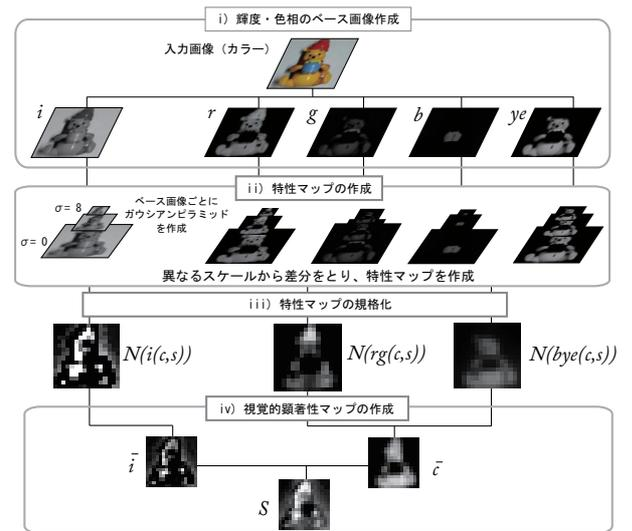 i) 輝度・色相のベース画像作成
入力画像（カラー）
i
r
g
b
ye
ii) 特性マップの作成
σ= 8
σ= 0
ベース画像ごとに
ガウシアンピラミッド
を作成
異なるスケールから差分をとり、特性マップを作成
iii) 特性マップの規格化
N(i(c,s))
N(rg(c,s))
N(bye(c,s))
iv) 視覚的顕著性マップの作成
ī
c̄
S